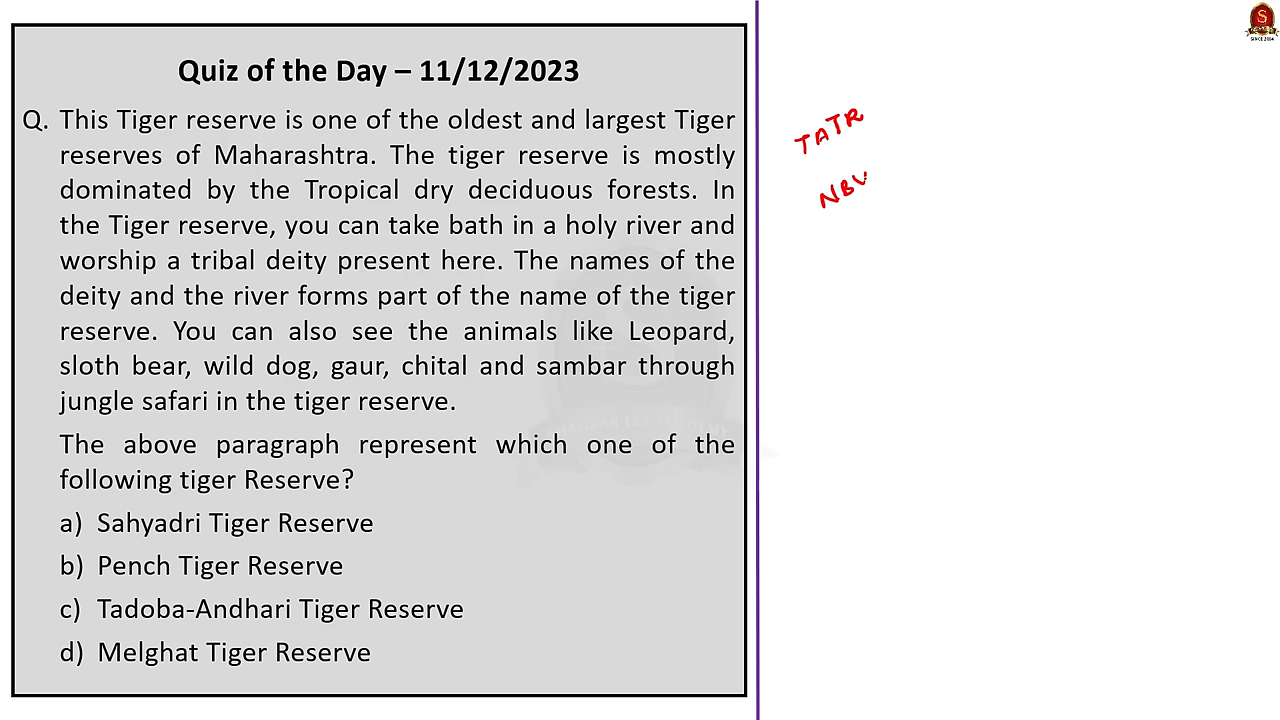 Quiz of the Day – 11/12/2023
Q. This Tiger reserve is one of the oldest and largest Tiger
reserves of Maharashtra. The tiger reserve is mostly
dominated by the Tropical dry deciduous forests. In
the Tiger reserve, you can take bath in a holy river and
worship a tribal deity present here. The names of the
deity and the river forms part of the name of the tiger
reserve. You can also see the animals like Leopard,
sloth bear, wild dog, gaur, chital and sambar through
jungle safari in the tiger reserve.
The above paragraph represent which one of the
following tiger Reserve?
a) Sahyadri Tiger Reserve
b) Pench Tiger Reserve
c) Tadoba-Andhari Tiger Reserve
d) Melghat Tiger Reserve
TATR
S
SINCE 2004